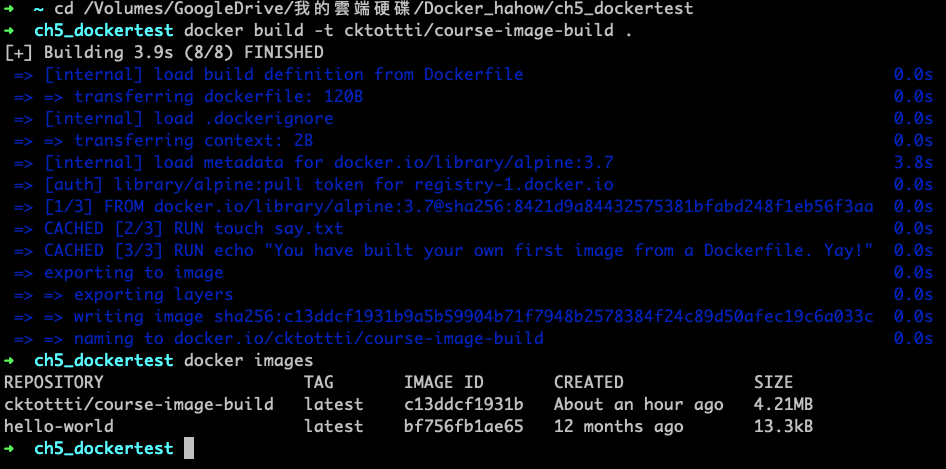 → ~ cd /Volumes/GoogleDrive/我的雲端硬碟/Docker_hahow/ch5_dockertest
→ ch5_dockertest docker build -t cktottti/course-image-build .
[+] Building 3.9s (8/8) FINISHED
=> [internal] load build definition from Dockerfile 0.0s
=> => transferring dockerfile: 120B 0.0s
=> [internal] load .dockerignore 0.0s
=> => transferring context: 2B 0.0s
=> [internal] load metadata for docker.io/library/alpine:3.7 3.8s
=> [auth] library/alpine:pull token for registry-1.docker.io 0.0s
=> [1/3] FROM docker.io/library/alpine:3.7@sha256:8421d9a84432575381bfabd248f1eb56f3aa 0.0s
=> CACHED [2/3] RUN touch say.txt 0.0s
=> CACHED [3/3] RUN echo "You have built your own first image from a Dockerfile. Yay!" 0.0s
=> exporting to image 0.0s
=> => exporting layers 0.0s
=> => writing image sha256:c13ddcf1931b9a5b59904b71f7948b2578384f24c89d50afec19c6a033c 0.0s
=> => naming to docker.io/cktottti/course-image-build 0.0s
→ ch5_dockertest docker images
REPOSITORY TAG IMAGE ID CREATED SIZE
cktottti/course-image-build latest c13ddcf1931b About an hour ago 4.21MB
hello-world latest bf756fb1ae65 12 months ago 13.3kB
→ ch5_dockertest